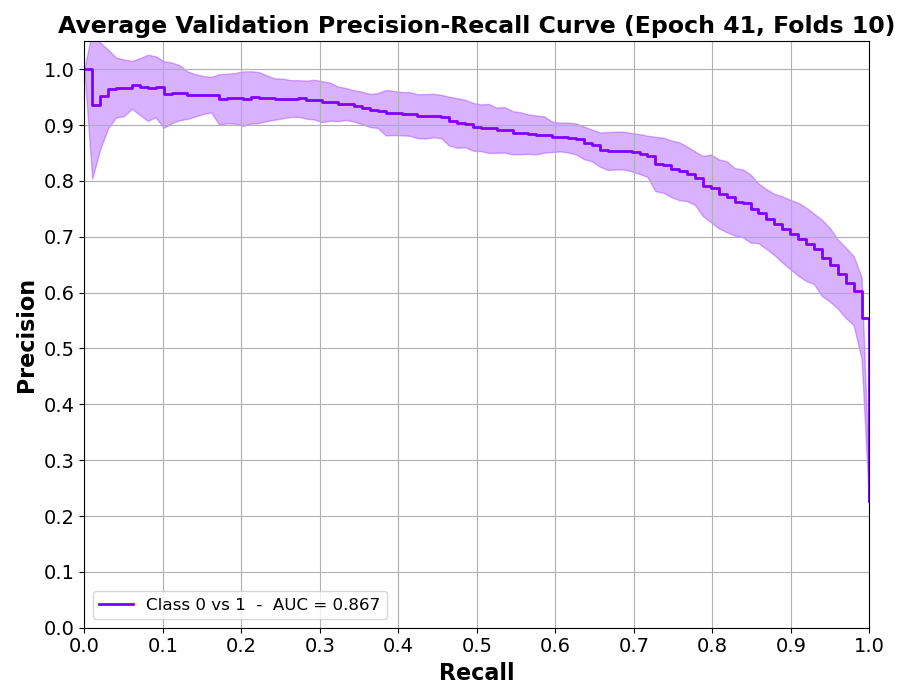 Average Validation Precision-Recall Curve (Epoch 41, Folds 10)
1.0
0.9
0.8
0.7
0.6
0.5
0.4
0.3
0.2
0.1
0.0
Precision
Class 0 vs 1 - AUC = 0.867
0.0 0.1 0.2 0.3 0.4 0.5 0.6 0.7 0.8 0.9 1.0
Recall